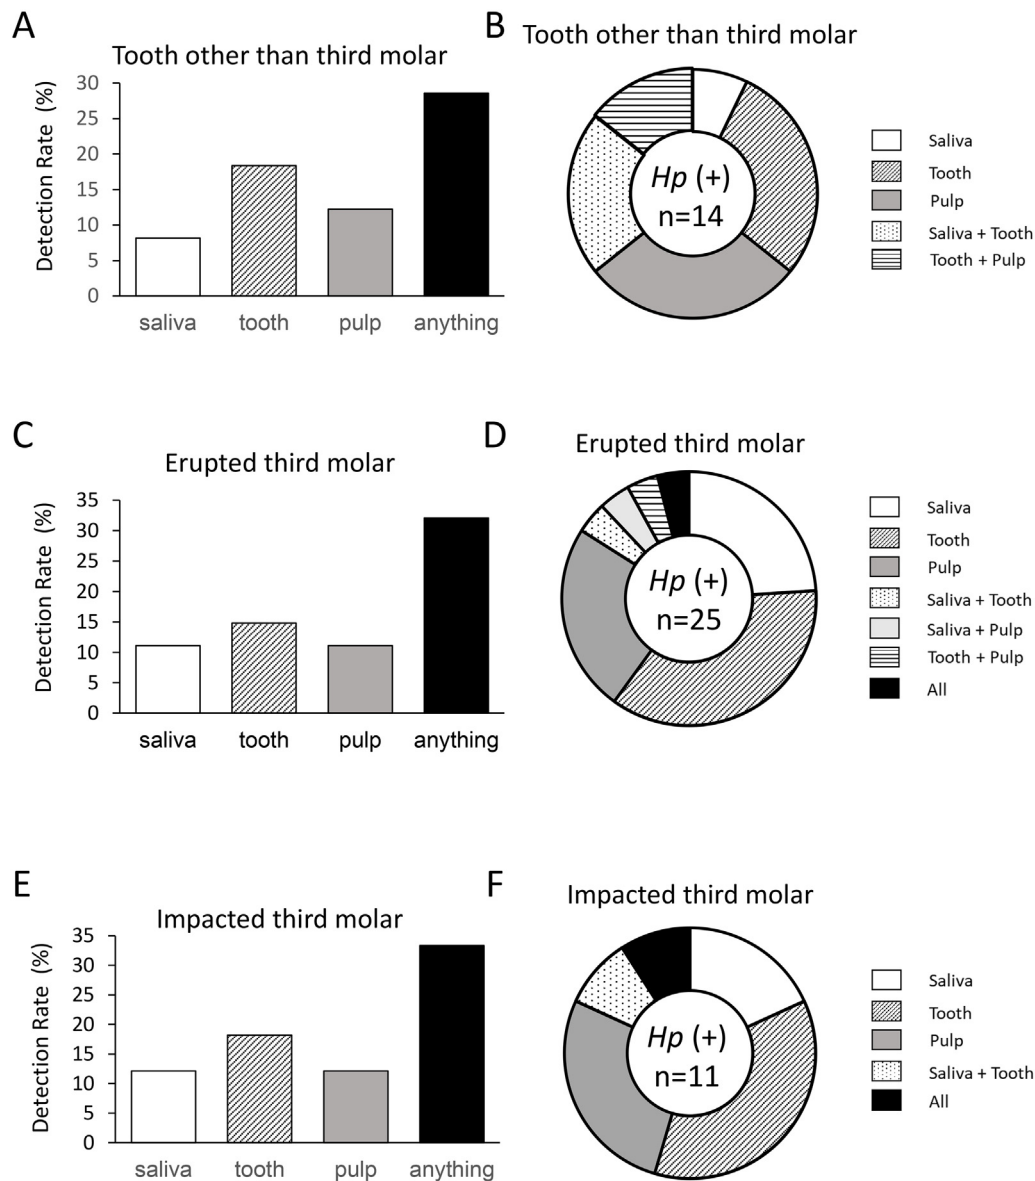 A
Tooth other than third molar
Detection Rate (%)
30
25
20
15
10
5
0
saliva tooth pulp anything
B
Tooth other than third molar
Hp (+)
n=14
Saliva
Tooth
Pulp
Saliva + Tooth
Tooth + Pulp
C
Erupted third molar
Detection Rate (%)
35
30
25
20
15
10
5
0
saliva tooth pulp anything
D
Erupted third molar
Hp (+)
n=25
Saliva
Tooth
Pulp
Saliva + Tooth
Saliva + Pulp
Tooth + Pulp
All
E
Impacted third molar
Detection Rate (%)
35
30
25
20
15
10
5
0
saliva tooth pulp anything
F
Impacted third molar
Hp (+)
n=11
Saliva
Tooth
Pulp
Saliva + Tooth
All